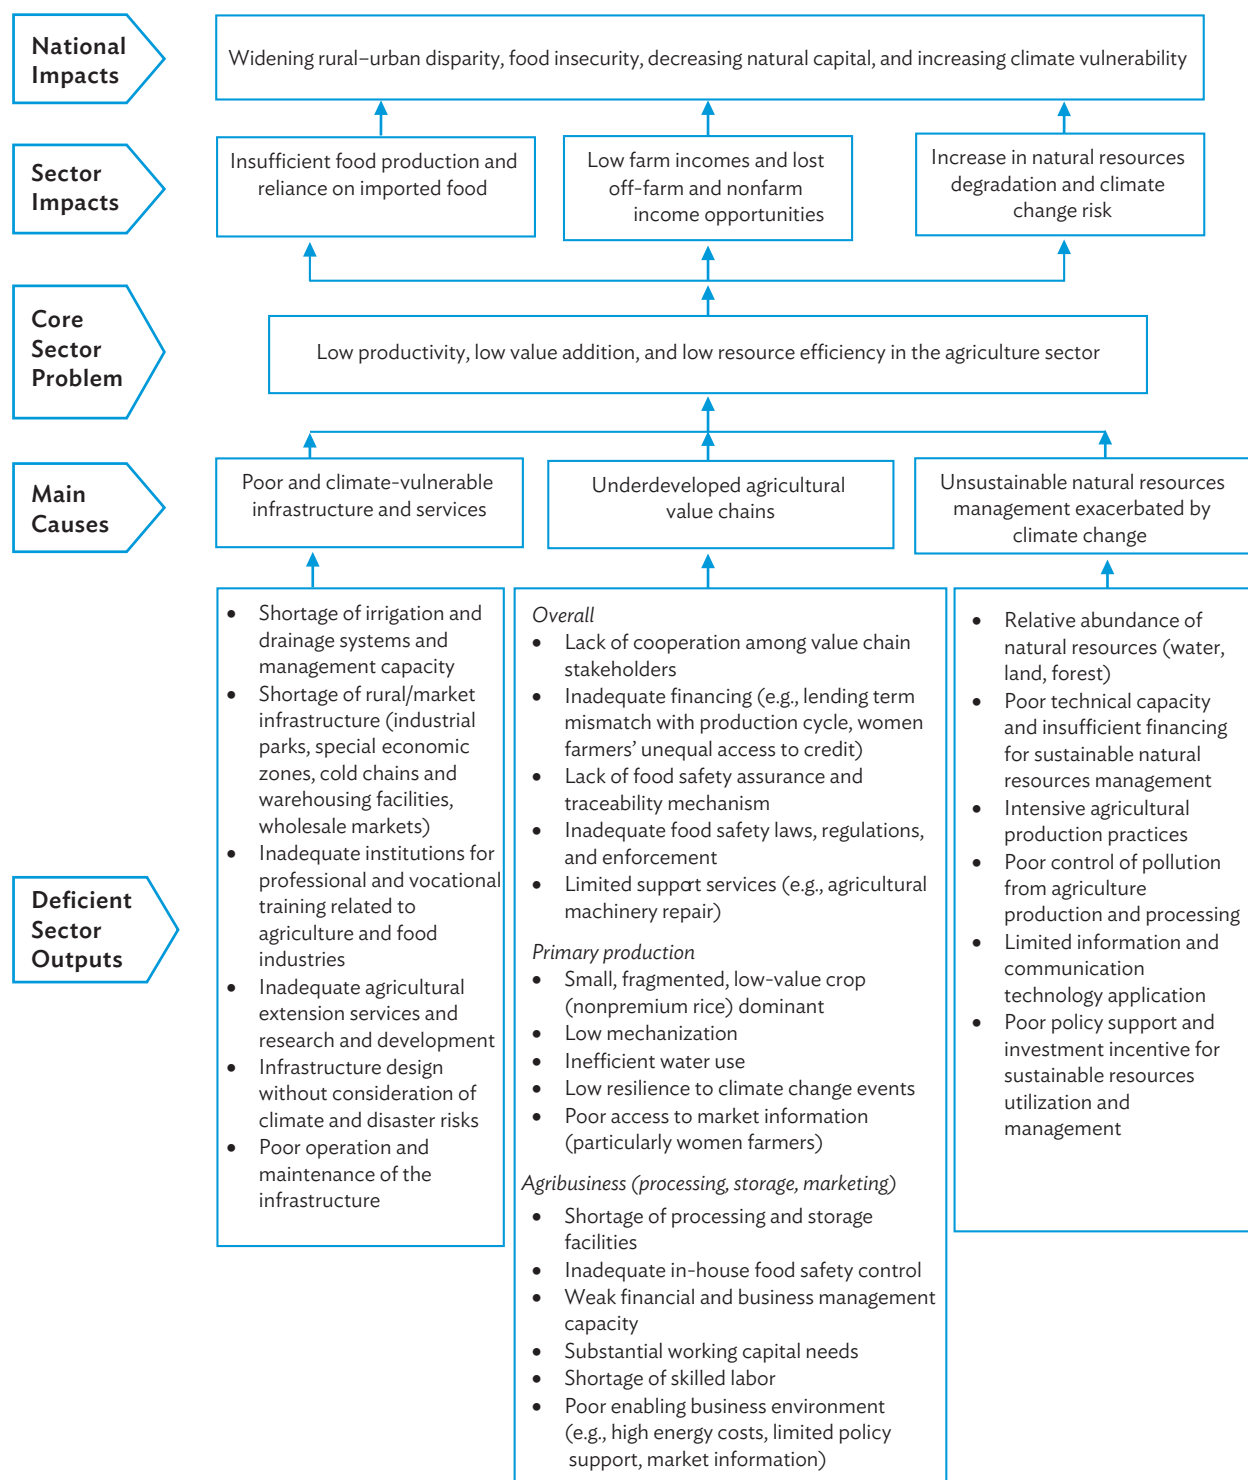 National
Impacts
Widening rural–urban disparity, food insecurity, decreasing natural capital, and increasing climate vulnerability
Sector
Impacts
Insufficient food production and
reliance on imported food
Low farm incomes and lost
off-farm and nonfarm
income opportunities
Increase in natural resources
degradation and climate
change risk
Core
Sector
Problem
Low productivity, low value addition, and low resource efficiency in the agriculture sector
Main
Causes
Poor and climate-vulnerable
infrastructure and services
Underdeveloped agricultural
value chains
Unsustainable natural resources
management exacerbated by
climate change
Deficient
Sector
Outputs
• Shortage of irrigation and
drainage systems and
management capacity
• Shortage of rural/market
infrastructure (industrial
parks, special economic
zones, cold chains and
warehousing facilities,
wholesale markets)
• Inadequate institutions for
professional and vocational
training related to
agriculture and food
industries
• Inadequate agricultural
extension services and
research and development
• Infrastructure design
without consideration of
climate and disaster risks
• Poor operation and
maintenance of the
infrastructure
Overall
• Lack of cooperation among value chain
stakeholders
• Inadequate financing (e.g., lending term
mismatch with production cycle, women
farmers’ unequal access to credit)
• Lack of food safety assurance and
traceability mechanism
• Inadequate food safety laws, regulations,
and enforcement
• Limited support services (e.g., agricultural
machinery repair)
Primary production
• Small, fragmented, low-value crop
(nonpremium rice) dominant
• Low mechanization
• Inefficient water use
• Low resilience to climate change events
• Poor access to market information
(particularly women farmers)
Agribusiness (processing, storage, marketing)
• Shortage of processing and storage
facilities
• Inadequate in-house food safety control
• Weak financial and business management
capacity
• Substantial working capital needs
• Shortage of skilled labor
• Poor enabling business environment
(e.g., high energy costs, limited policy
support, market information)
• Relative abundance of
natural resources (water,
land, forest)
• Poor technical capacity
and insufficient financing
for sustainable natural
resources management
• Intensive agricultural
production practices
• Poor control of pollution
from agriculture
production and processing
• Limited information and
communication
technology application
• Poor policy support and
investment incentive for
sustainable resources
utilization and
management